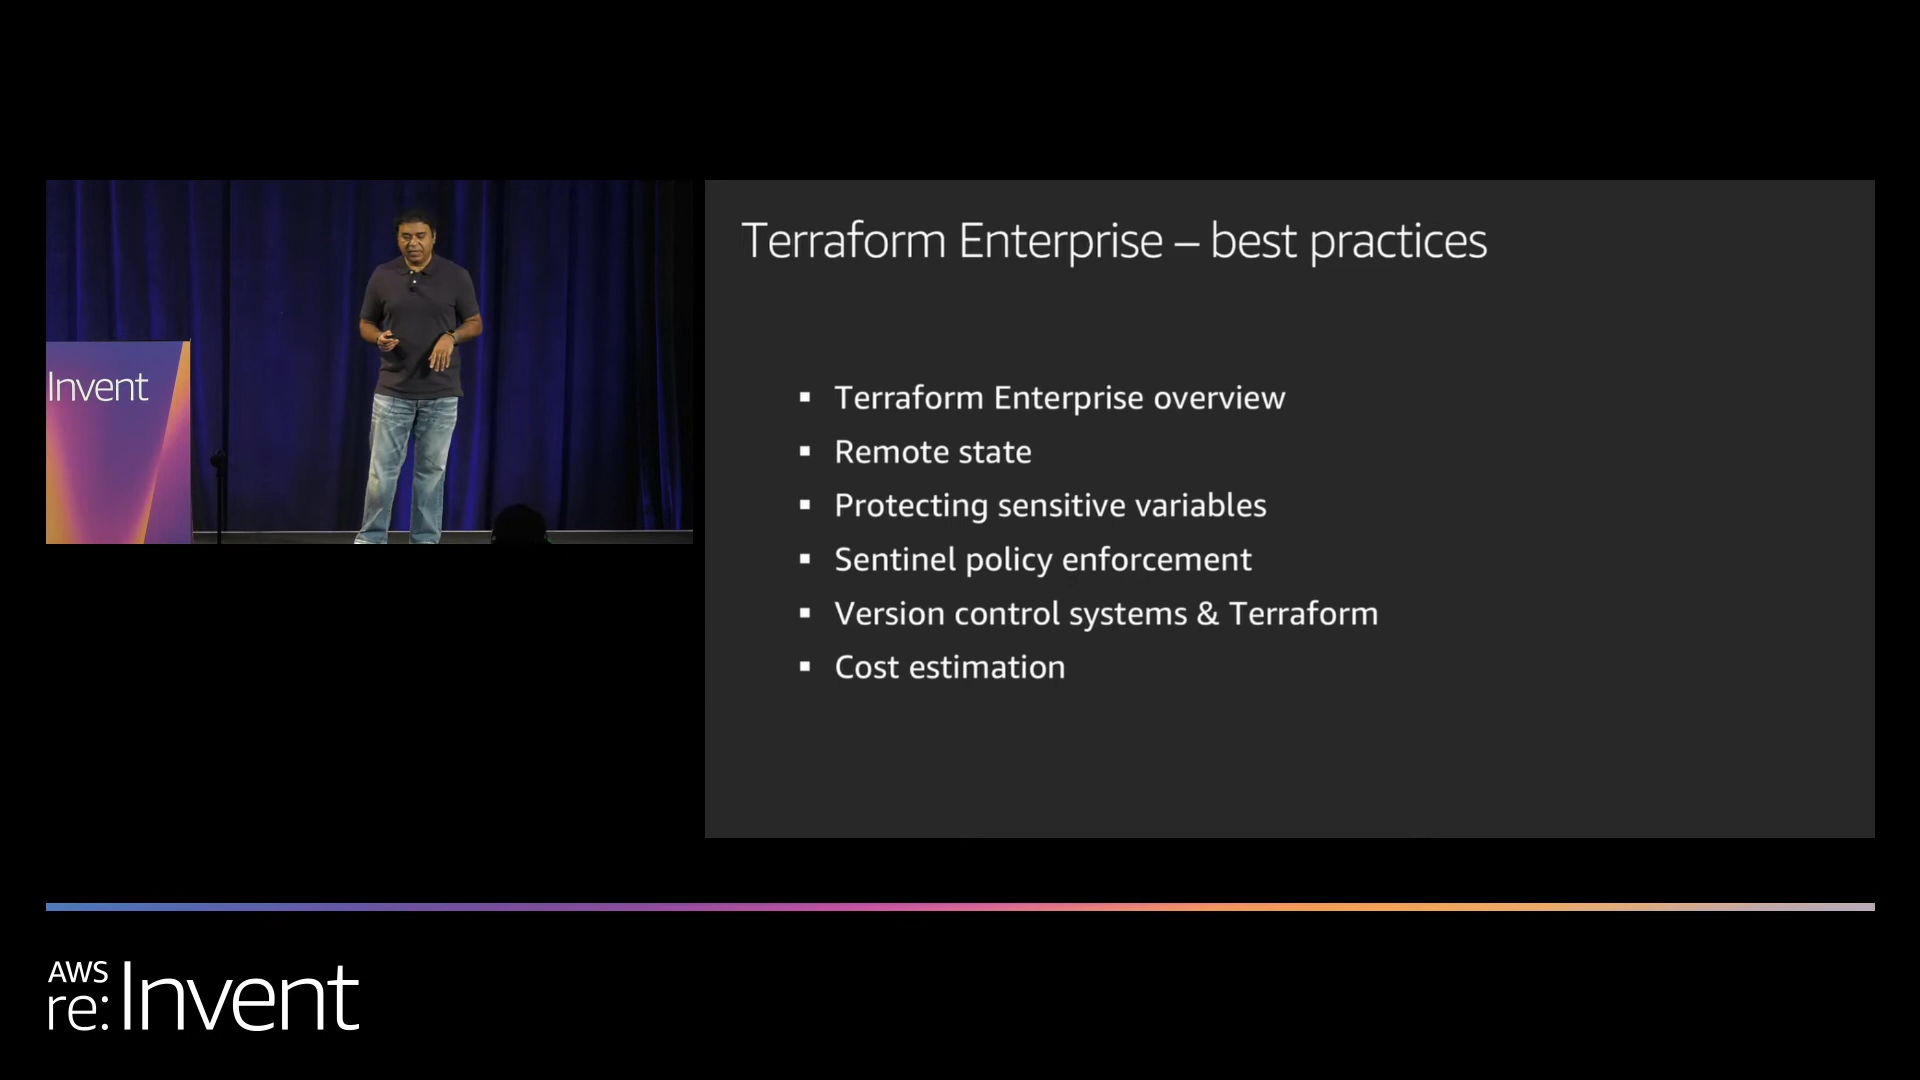 Invent
Terraform Enterprise – best practices
▪ Terraform Enterprise overview
▪ Remote state
▪ Protecting sensitive variables
▪ Sentinel policy enforcement
▪ Version control systems & Terraform
▪ Cost estimation
AWS
re:Invent